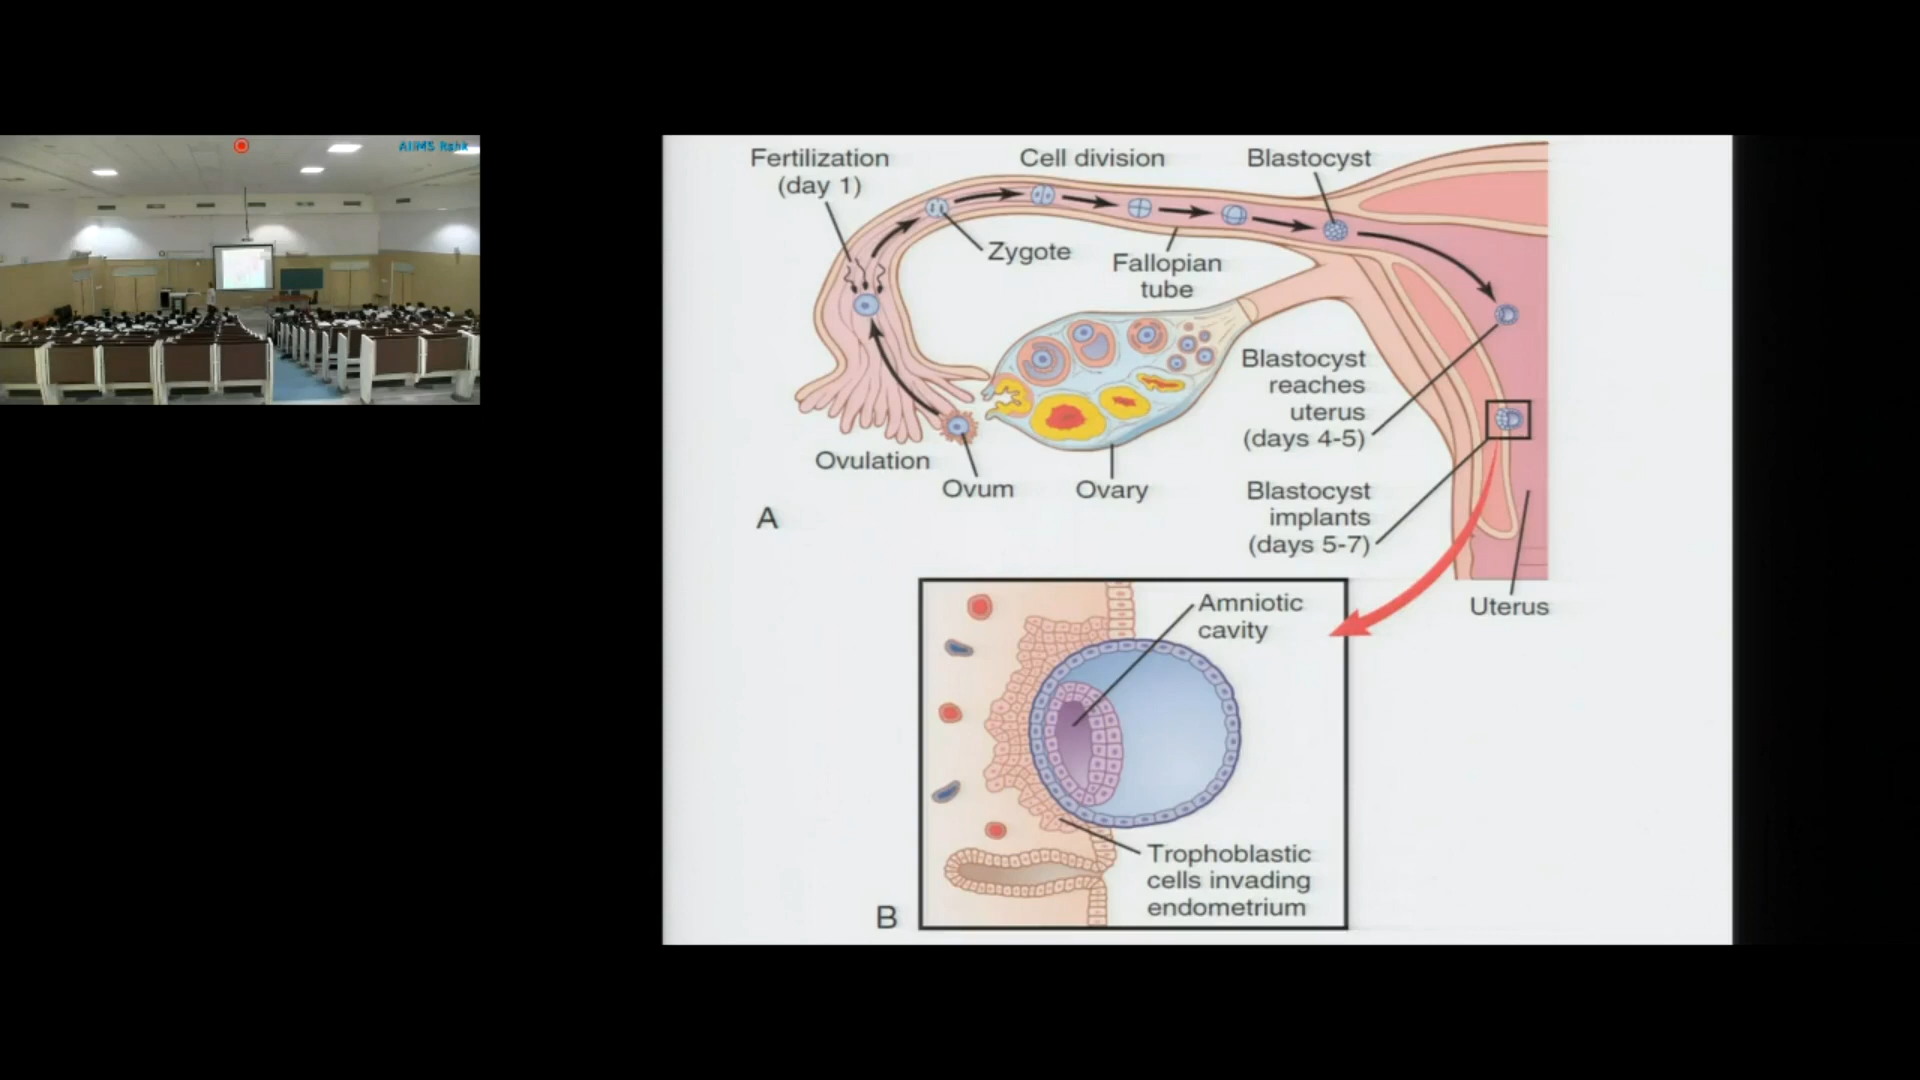 AIIMS Rshk
Fertilization
(day 1)
Cell division
Blastocyst
Zygote
Fallopian
tube
Blastocyst
reaches
uterus
(days 4-5)
Ovulation
Ovum
Ovary
Blastocyst
implants
(days 5-7)
A
Uterus
Amniotic
cavity
Trophoblastic
cells invading
endometrium
B